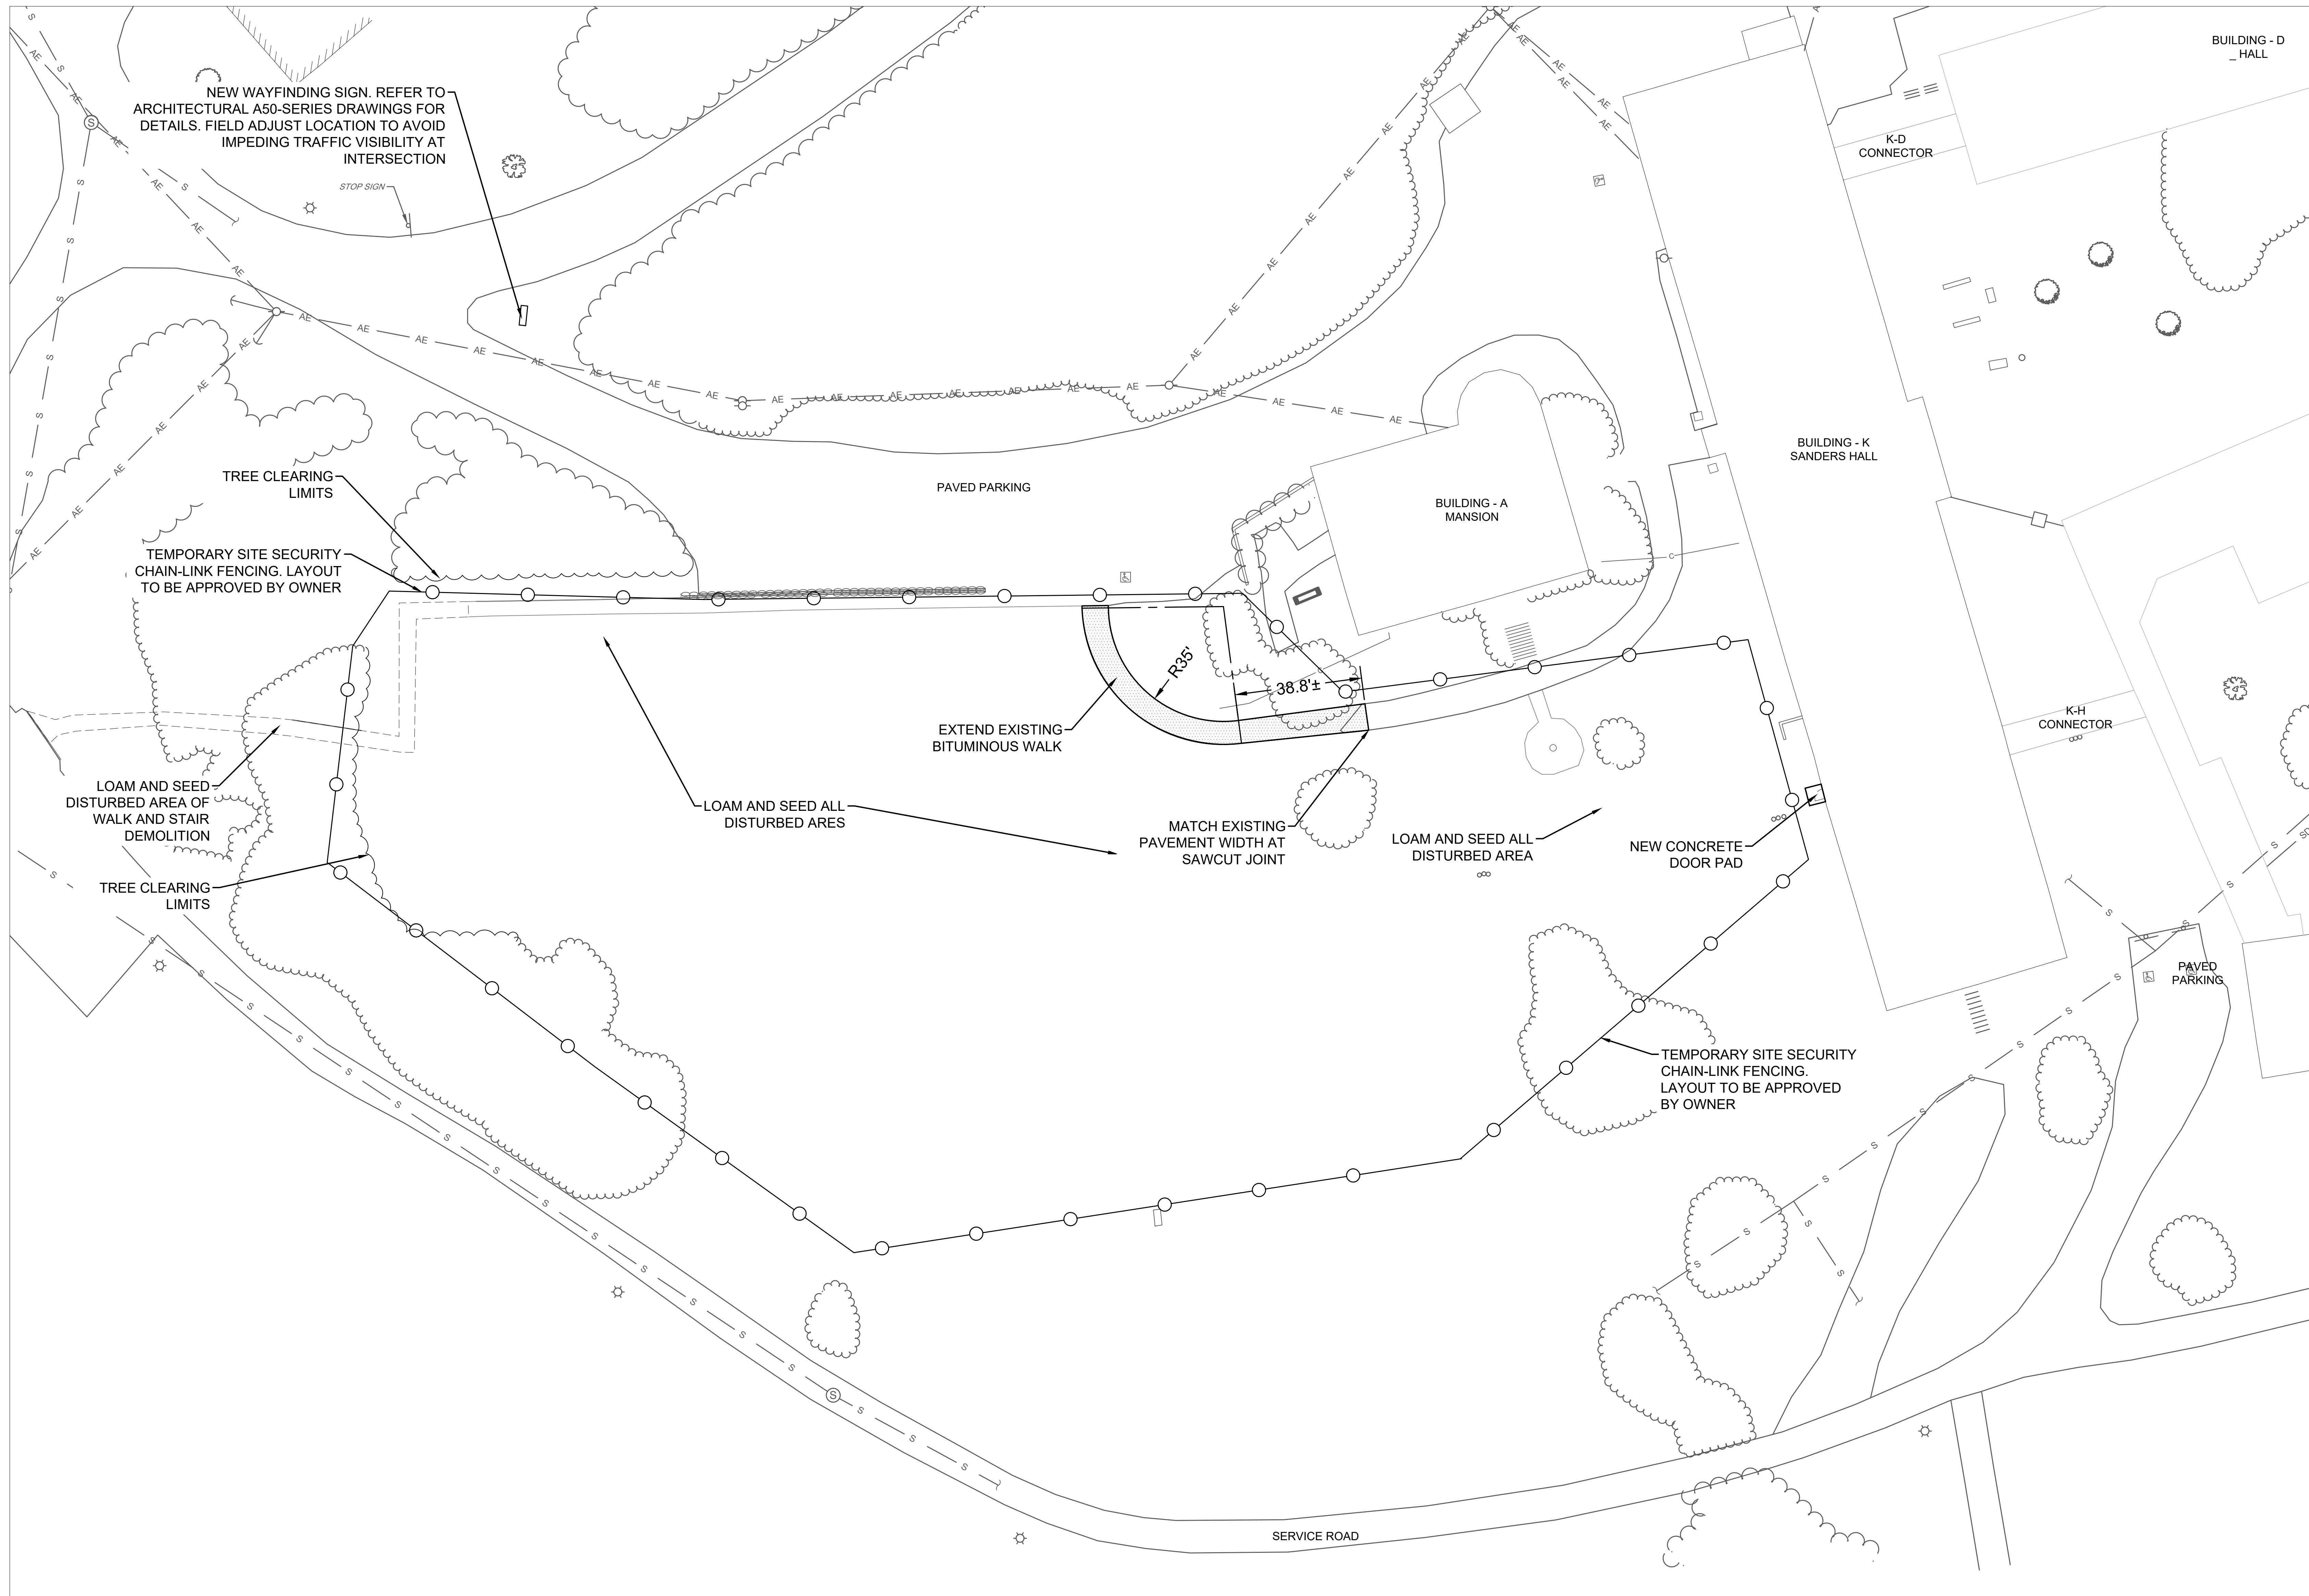 BUILDING - D
_ HALL
NEW WAYFINDING SIGN. REFER TO
ARCHITECTURAL A50-SERIES DRAWINGS FOR
DETAILS. FIELD ADJUST LOCATION TO AVOID
IMPEDING TRAFFIC VISIBILITY AT
INTERSECTION
STOP SIGN
K-D
CONNECTOR
BUILDING - K
SANDERS HALL
TREE CLEARING
LIMITS
PAVED PARKING
BUILDING - A
MANSION
TEMPORARY SITE SECURITY
CHAIN-LINK FENCING. LAYOUT
TO BE APPROVED BY OWNER
R35'
38.8'±
EXTEND EXISTING
BITUMINOUS WALK
K-H
CONNECTOR
LOAM AND SEED
DISTURBED AREA OF
WALK AND STAIR
DEMOLITION
LOAM AND SEED ALL
DISTURBED ARES
MATCH EXISTING
PAVEMENT WIDTH AT
SAWCUT JOINT
LOAM AND SEED ALL
DISTURBED AREA
NEW CONCRETE
DOOR PAD
TREE CLEARING
LIMITS
PAVED
PARKING
TEMPORARY SITE SECURITY
CHAIN-LINK FENCING.
LAYOUT TO BE APPROVED
BY OWNER
SERVICE ROAD